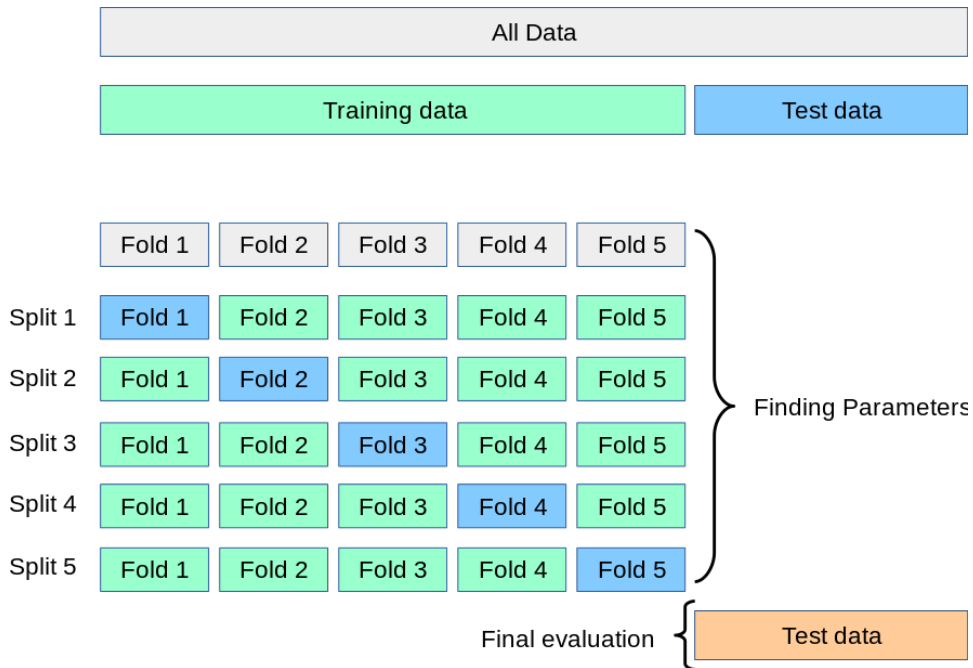 All Data
Training data Test data
Fold 1 Fold 2 Fold 3 Fold 4 Fold 5
Split 1 Fold 1 Fold 2 Fold 3 Fold 4 Fold 5
Split 2 Fold 1 Fold 2 Fold 3 Fold 4 Fold 5
Finding Parameters
Split 3 Fold 1 Fold 2 Fold 3 Fold 4 Fold 5
Split 4 Fold 1 Fold 2 Fold 3 Fold 4 Fold 5
Split 5 Fold 1 Fold 2 Fold 3 Fold 4 Fold 5
Final evaluation Test data